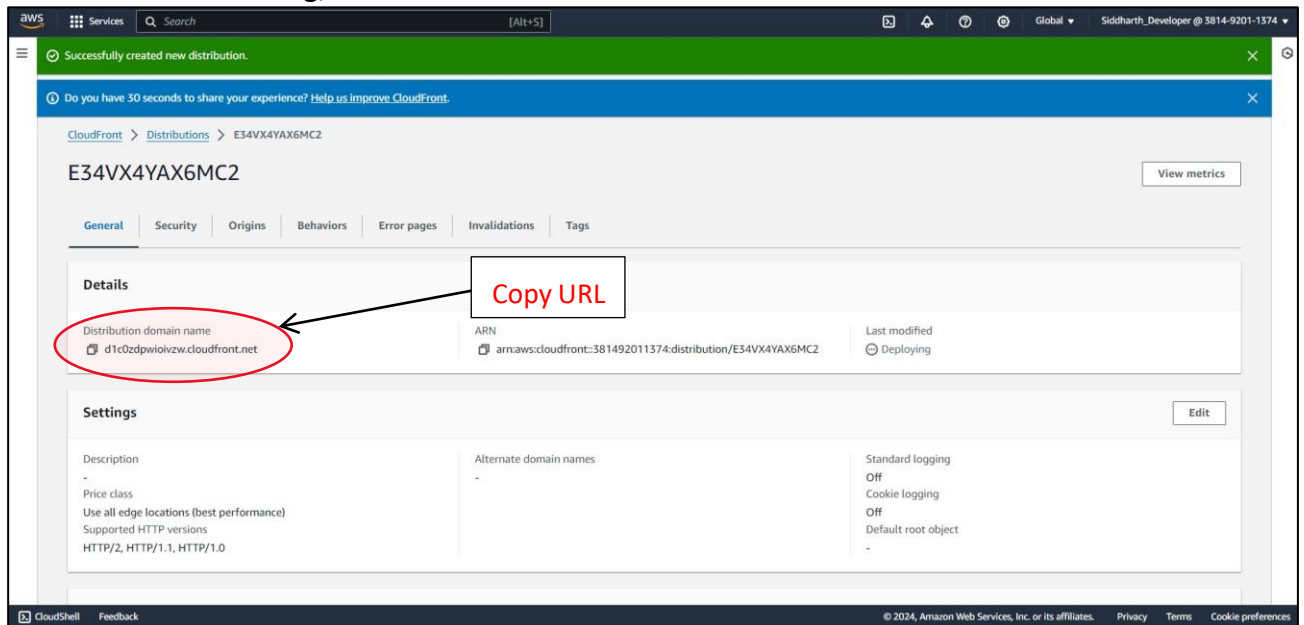 aws Services Search [Alt+S] Global Siddharth_Developer @ 3814-9201-1374
Successfully created new distribution.
Do you have 30 seconds to share your experience? Help us improve CloudFront.
CloudFront > Distributions > E34VX4YAX6MC2
E34VX4YAX6MC2
View metrics
General Security Origins Behaviors Error pages Invalidations Tags
Details
Copy URL
Distribution domain name
d1c0zdpwioivzw.cloudfront.net
ARN
arn:aws:cloudfront::381492011374:distribution/E34VX4YAX6MC2
Last modified
Deploying
Settings
Edit
Description
-
Price class
Use all edge locations (best performance)
Supported HTTP versions
HTTP/2, HTTP/1.1, HTTP/1.0
Alternate domain names
-
Standard logging
Off
Cookie logging
Off
Default root object
-
CloudShell Feedback © 2024, Amazon Web Services, Inc. or its affiliates. Privacy Terms Cookie preferences